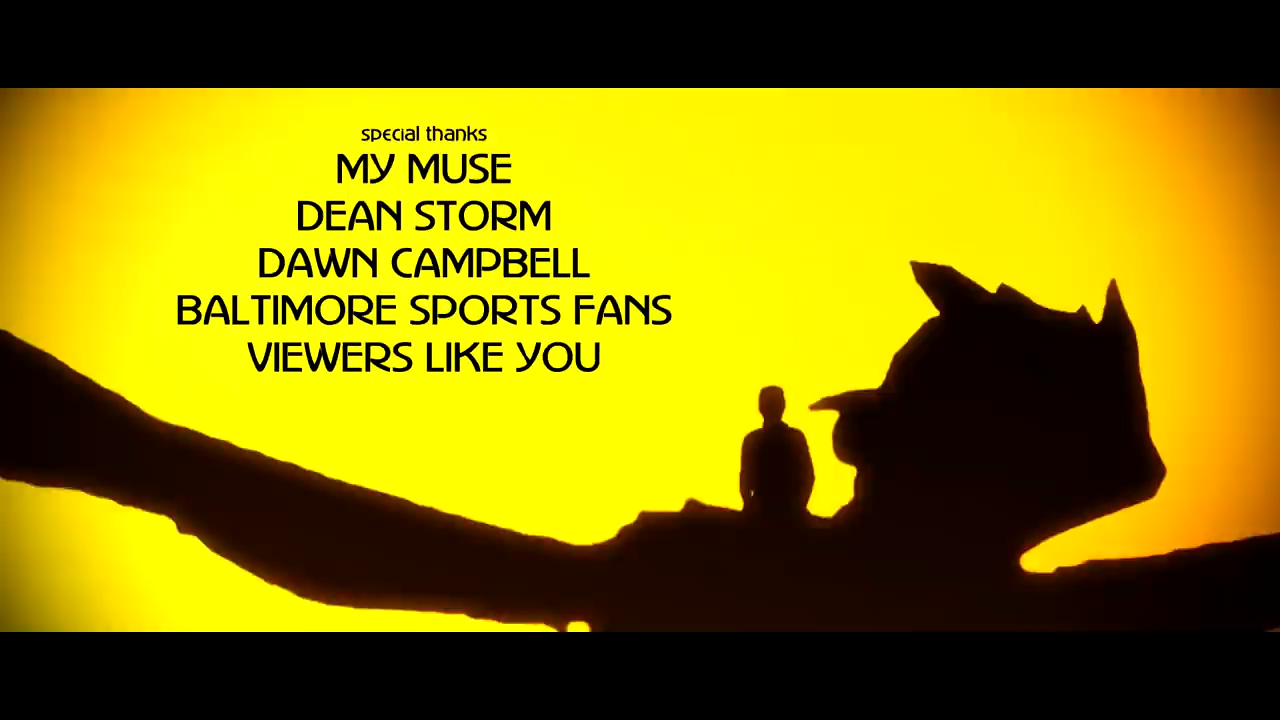 special thanks
MY MUSE
DEAN STORM
DAWN CAMPBELL
BALTIMORE SPORTS FANS
VIEWERS LIKE YOU